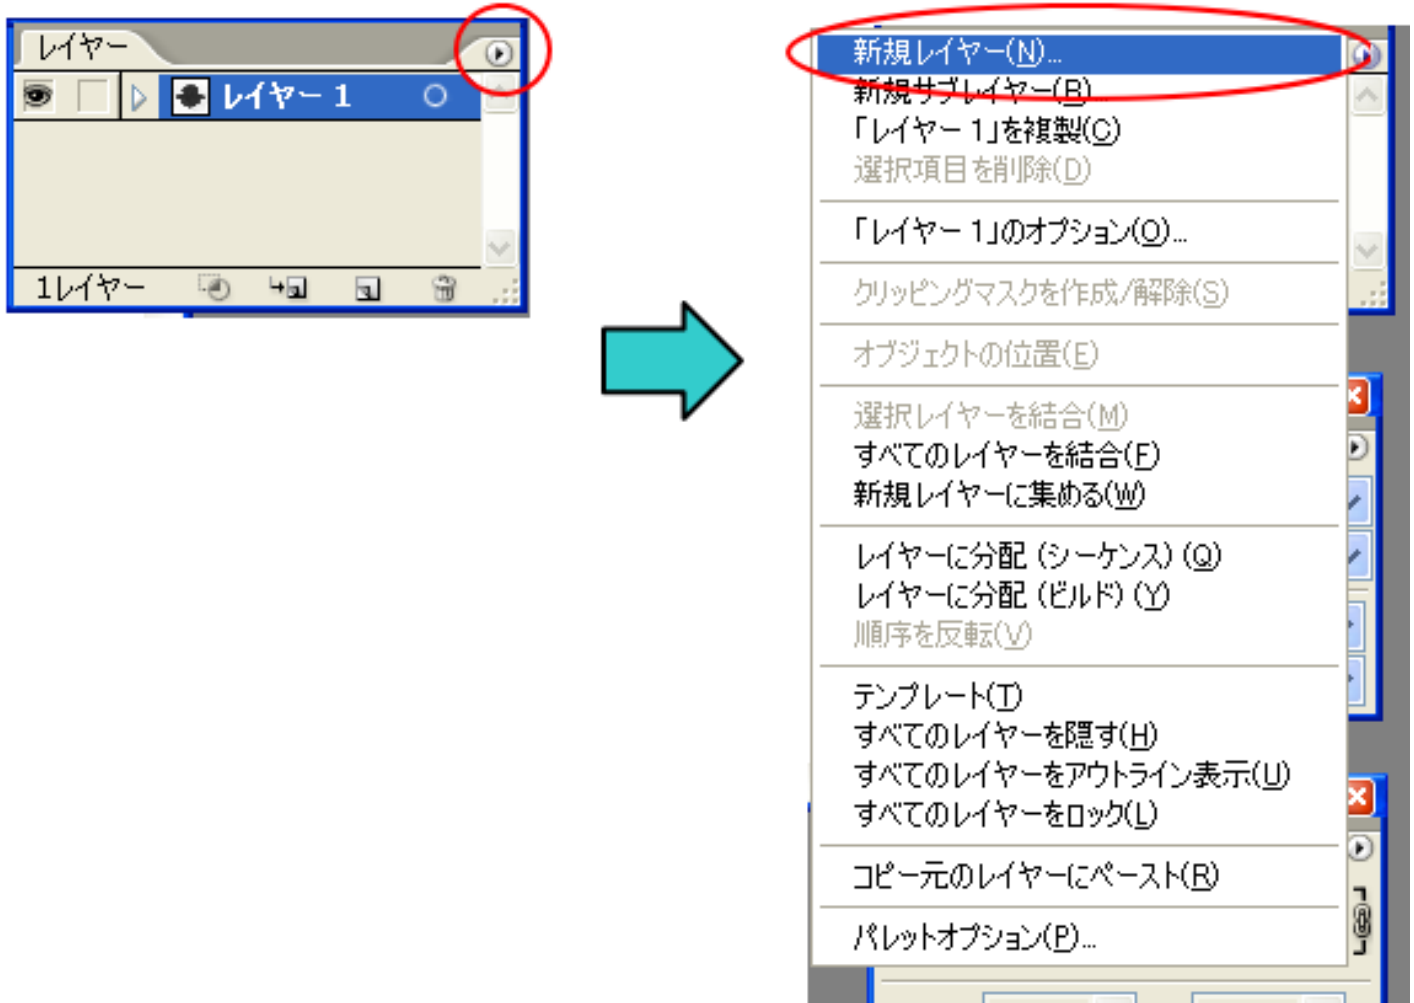 レイヤー
レイヤー 1
1レイヤー
新規レイヤー(N)...
新規サブレイヤー(B)...
「レイヤー 1」を複製(C)
選択項目を削除(D)
「レイヤー 1」のオプション(O)...
クリッピングマスクを作成/解除(S)
オブジェクトの位置(E)
選択レイヤーを結合(M)
すべてのレイヤーを結合(F)
新規レイヤーに集める(W)
レイヤーに分配 (シーケンス) (Q)
レイヤーに分配 (ビルド) (Y)
順序を反転(V)
テンプレート(T)
すべてのレイヤーを隠す(H)
すべてのレイヤーをアウトライン表示(U)
すべてのレイヤーをロック(L)
コピー元のレイヤーにペースト(R)
パレットオプション(P)...